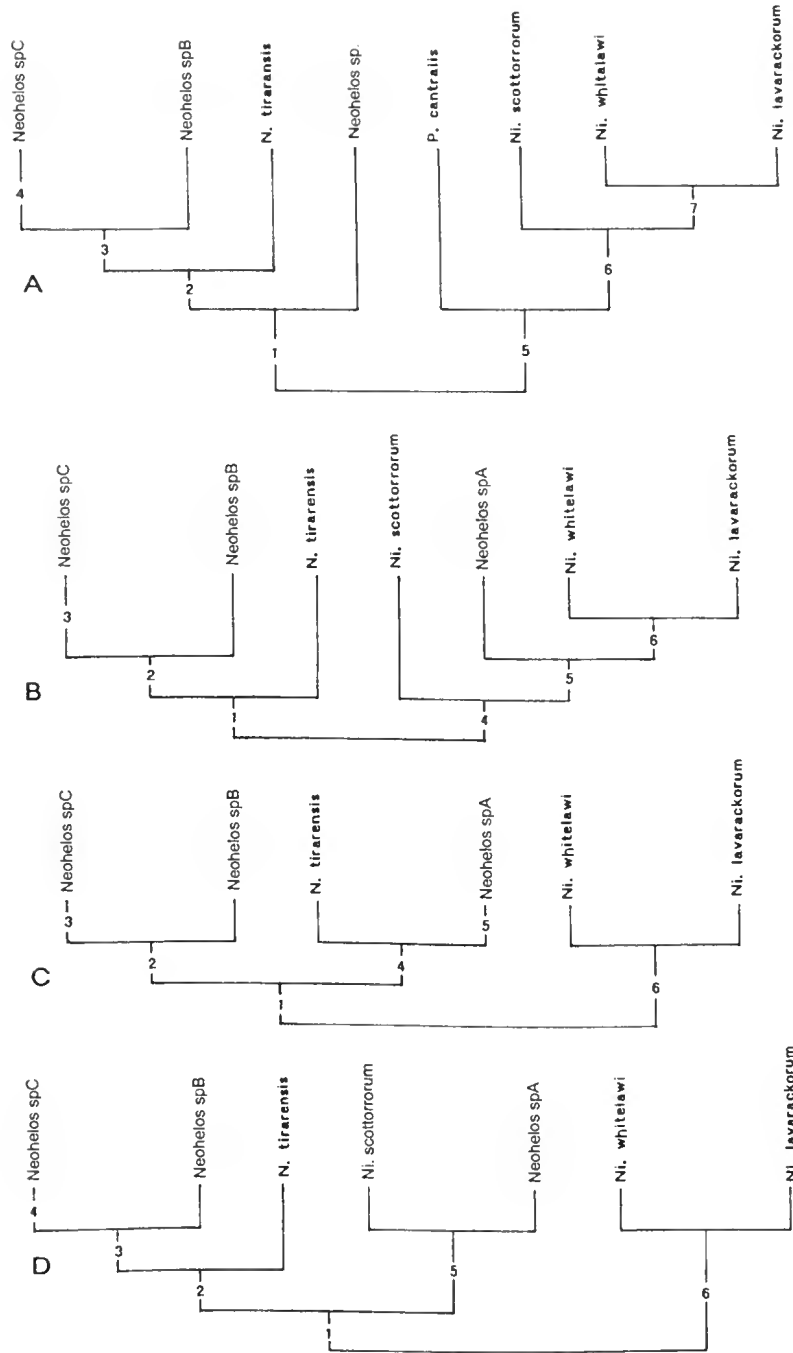 Neohelos spC
Neohelos spB
N. tirarensis
Neohelos sp.
P. cantralis
Ni. scottorrorum
Ni. whitalawi
Ni. lavarackorum
4
7
3
6
A
2
1
5
Neohelos spC
Neohelos spB
N. tirarensis
Ni. scottorrorum
Neohelos spA
Ni. whitelawi
Ni. lavarackorum
3
6
2
5
B
1
4
Neohelos spC
Neohelos spB
N. tirarensis
Neohelos spA
Ni. whitelawi
Ni. lavarackorum
3
5
2
4
C
6
1
Neohelos spC
Neohelos spB
N. tirarensis
Ni. scottorrorum
Neohelos spA
Ni. whitelawi
Ni. lavarackorum
4
3
D
5
2
6
1